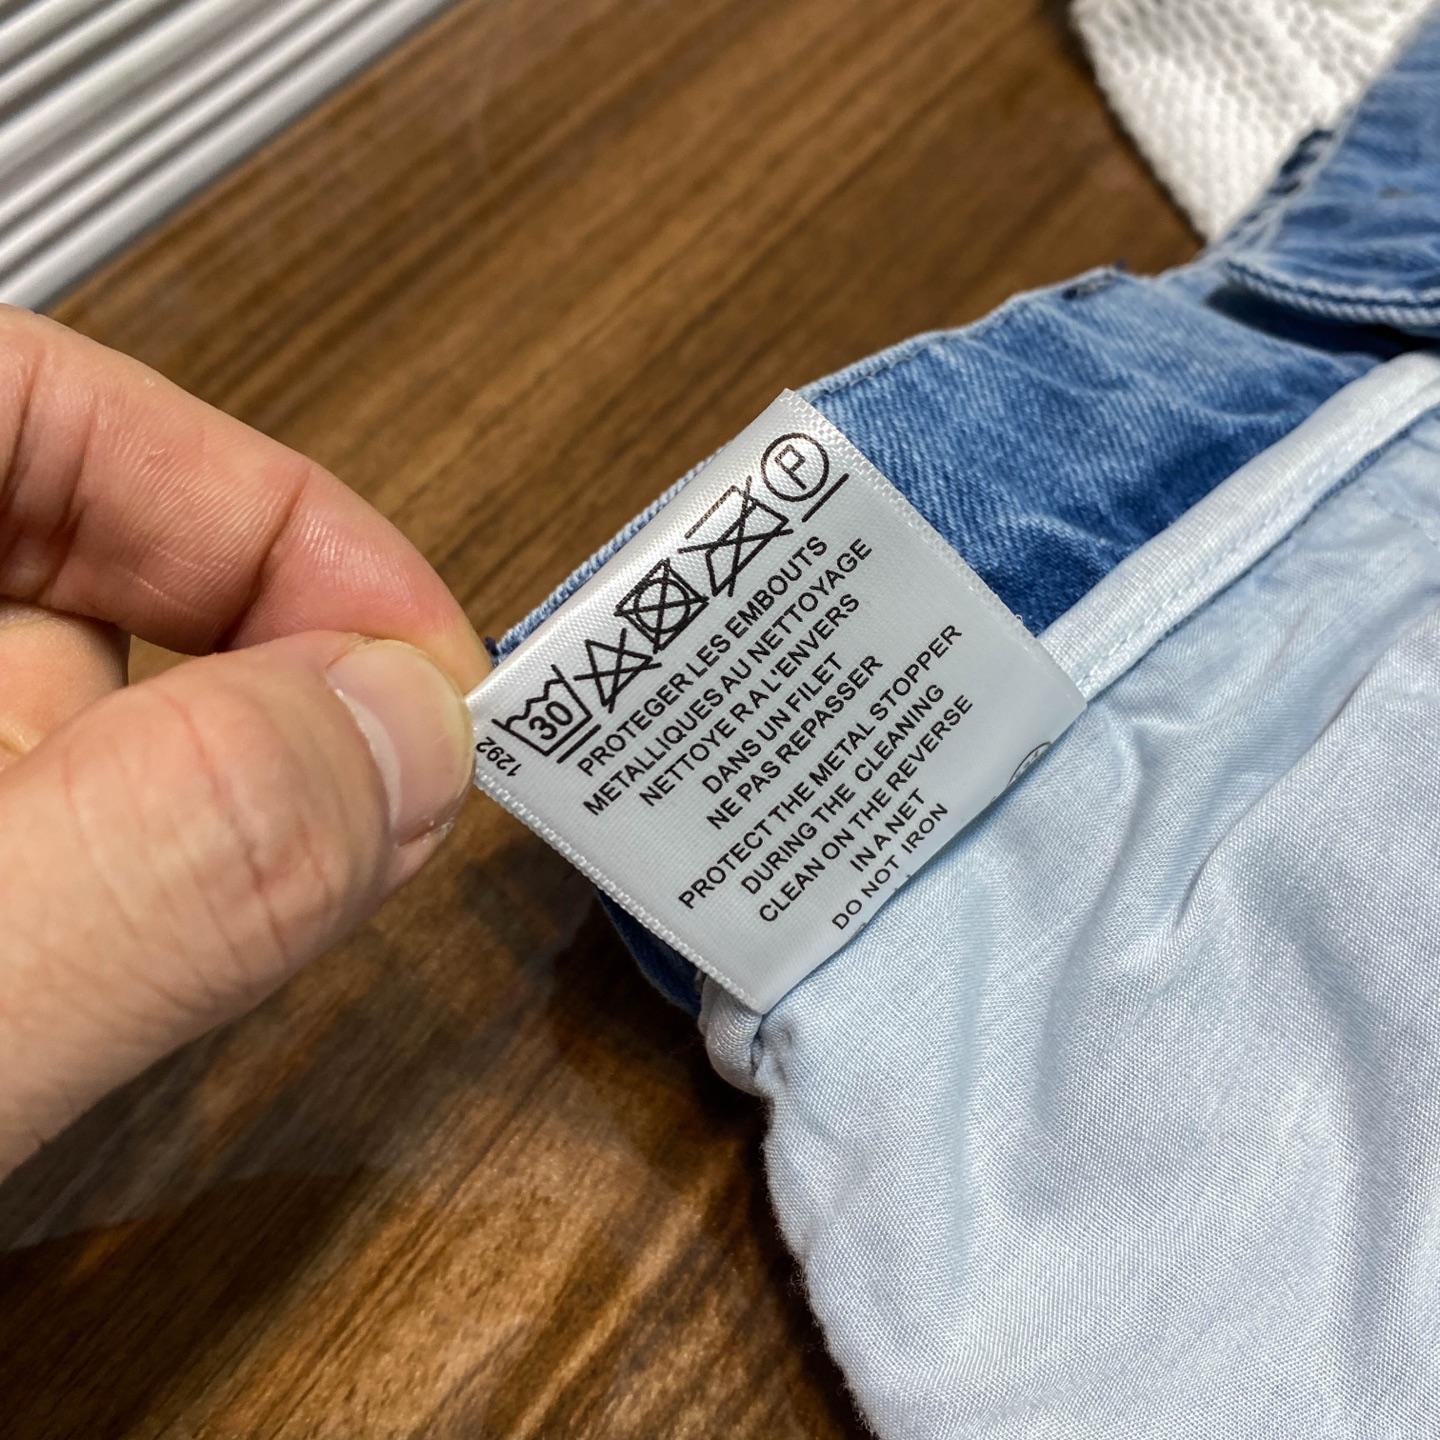 P
30
1292
PROTEGER LES EMBOUTS
METALLIQUES AU NETTOYAGE
NETTOYER A L'ENVERS
DANS UN FILET
NE PAS REPASSER
PROTECT THE METAL STOPPER
DURING THE CLEANING
CLEAN ON THE REVERSE
IN A NET
DO NOT IRON